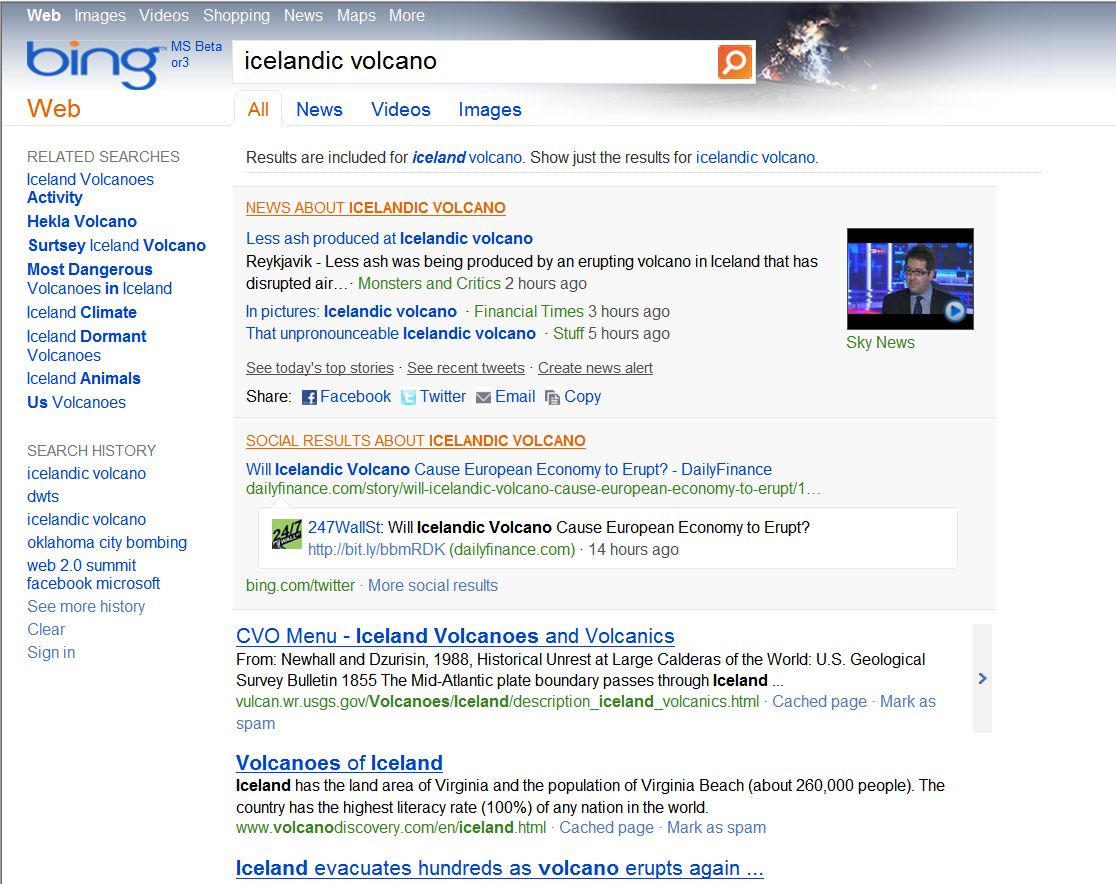 Web Images Videos Shopping News Maps More
bing™ MS Beta
or3
icelandic volcano
Web
All News Videos Images
RELATED SEARCHES
Iceland Volcanoes
Activity
Hekla Volcano
Surtsey Iceland Volcano
Most Dangerous
Volcanoes in Iceland
Iceland Climate
Iceland Dormant
Volcanoes
Iceland Animals
Us Volcanoes
SEARCH HISTORY
icelandic volcano
dwts
icelandic volcano
oklahoma city bombing
web 2.0 summit
facebook microsoft
See more history
Clear
Sign in
Results are included for iceland volcano. Show just the results for icelandic volcano.
NEWS ABOUT ICELANDIC VOLCANO
Less ash produced at Icelandic volcano
Reykjavik - Less ash was being produced by an erupting volcano in Iceland that has
disrupted air…· Monsters and Critics 2 hours ago
In pictures: Icelandic volcano · Financial Times 3 hours ago
That unpronounceable Icelandic volcano · Stuff 5 hours ago
Sky News
See today's top stories · See recent tweets · Create news alert
Share: Facebook Twitter Email Copy
SOCIAL RESULTS ABOUT ICELANDIC VOLCANO
Will Icelandic Volcano Cause European Economy to Erupt? - DailyFinance
dailyfinance.com/story/will-icelandic-volcano-cause-european-economy-to-erupt/1…
24/7
WALL
247WallSt: Will Icelandic Volcano Cause European Economy to Erupt?
http://bit.ly/bbmRDK (dailyfinance.com) · 14 hours ago
bing.com/twitter · More social results
CVO Menu - Iceland Volcanoes and Volcanics
From: Newhall and Dzurisin, 1988, Historical Unrest at Large Calderas of the World: U.S. Geological
Survey Bulletin 1855 The Mid-Atlantic plate boundary passes through Iceland ...
vulcan.wr.usgs.gov/Volcanoes/Iceland/description_iceland_volcanics.html · Cached page · Mark as
spam
Volcanoes of Iceland
Iceland has the land area of Virginia and the population of Virginia Beach (about 260,000 people). The
country has the highest literacy rate (100%) of any nation in the world.
www.volcanodiscovery.com/en/iceland.html · Cached page · Mark as spam
Iceland evacuates hundreds as volcano erupts again ...